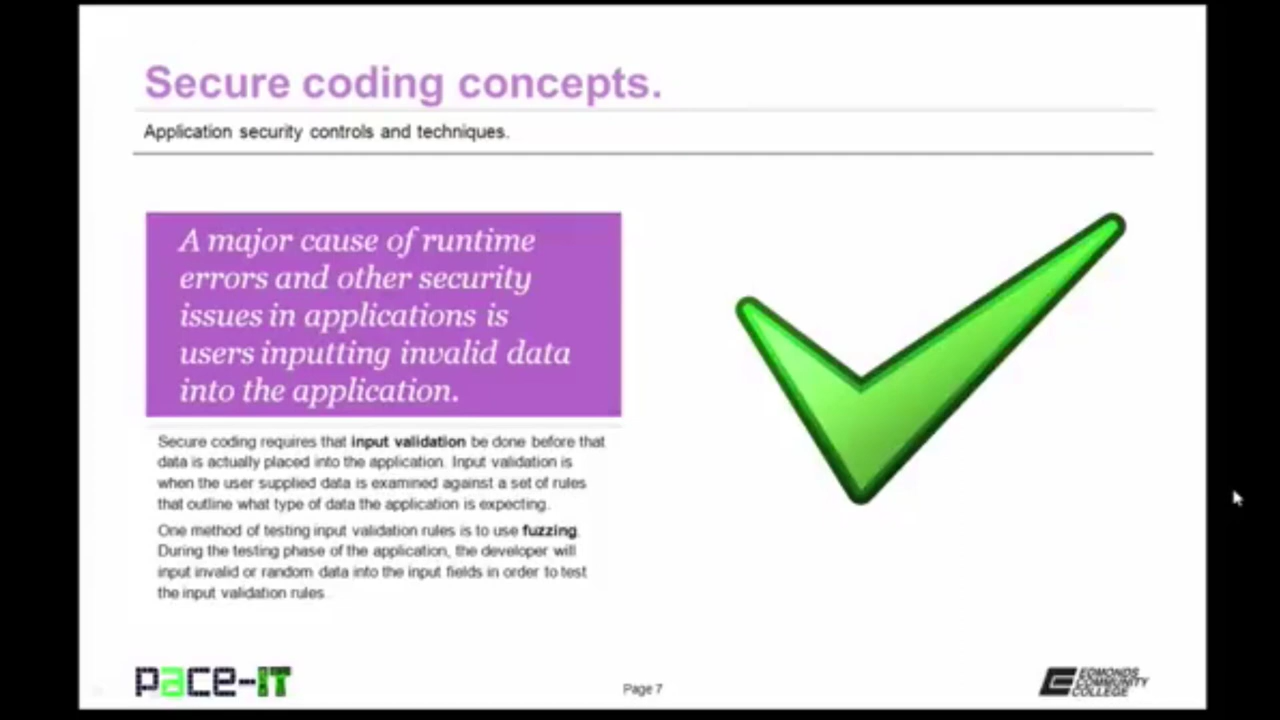 Secure coding concepts.
Application security controls and techniques.
A major cause of runtime
errors and other security
issues in applications is
users inputting invalid data
into the application.
Secure coding requires that input validation be done before that
data is actually placed into the application. Input validation is
when the user supplied data is examined against a set of rules
that outline what type of data the application is expecting.
One method of testing input validation rules is to use fuzzing.
During the testing phase of the application, the developer will
input invalid or random data into the input fields in order to test
the input validation rules.
pace-IT
Page 7
EDMONDS
COMMUNITY
COLLEGE